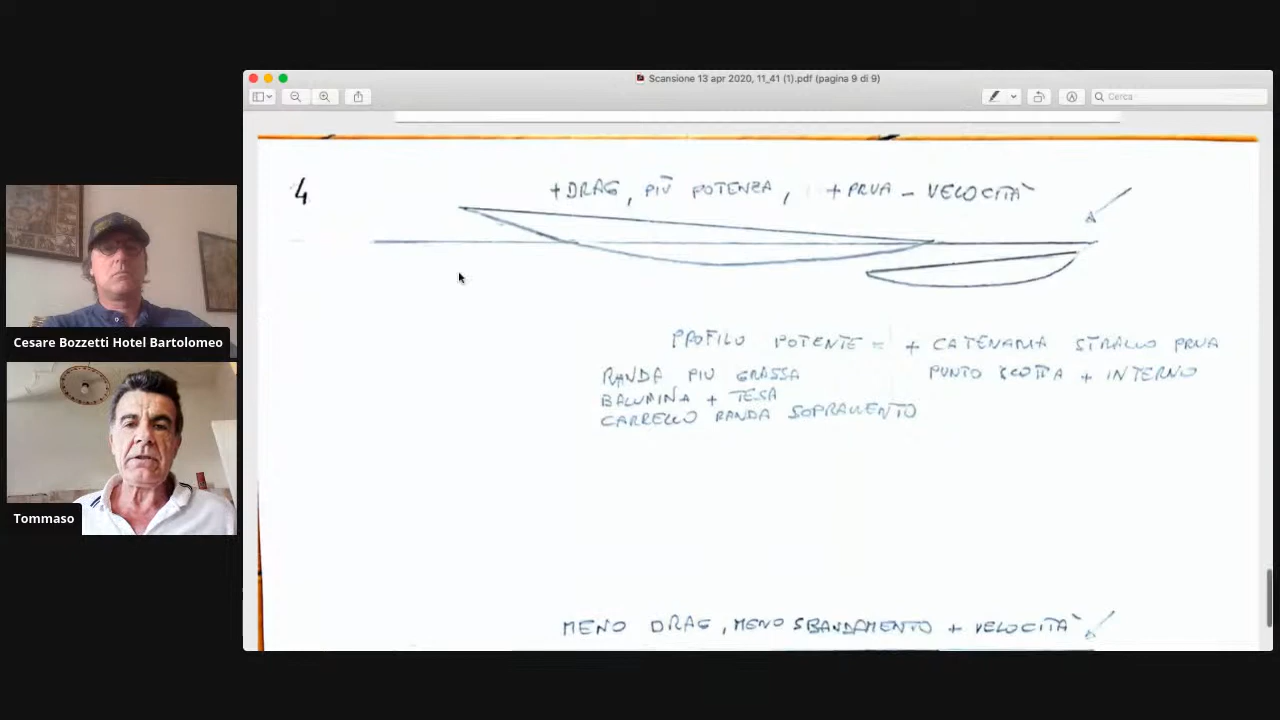 Scansione 13 apr 2020, 11_41 (1).pdf (pagina 9 di 9)
Cerca
4
+DRAG, PIÙ POTENZA, + PRUA - VELOCITÀ
PROFILO POTENTE = + CATENARIA STRALLO PRUA
RANDA PIU GRASSA
PUNTO SCOTTA + INTERNO
BALUMINA + TESA
CARRELLO RANDA SOPRAVENTO
MENO DRAG, MENO SBANDAMENTO + VELOCITÀ
Cesare Bozzetti Hotel Bartolomeo
Tommaso